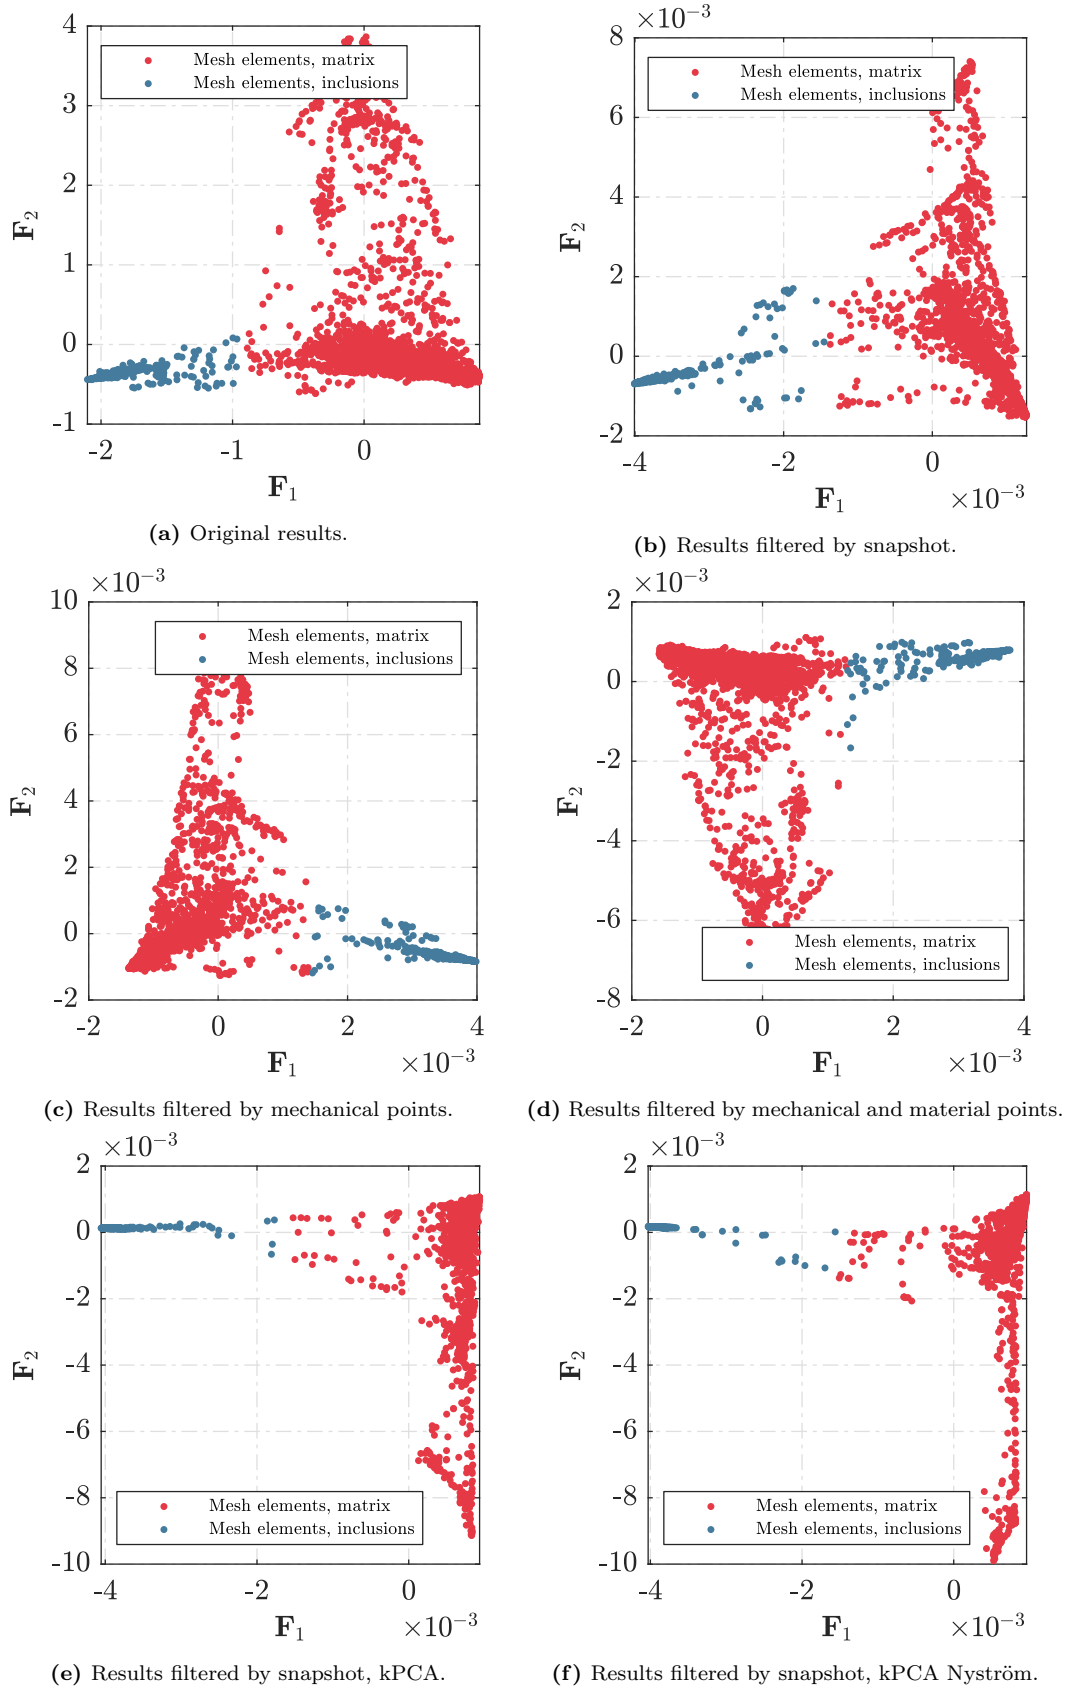 4
3
2
1
0
-1
-2
-1
0
F₂
F₁
Mesh elements, matrix
Mesh elements, inclusions
(a) Original results.
×10⁻³
8
6
4
2
0
-2
-4
-2
0
F₂
F₁
×10⁻³
Mesh elements, matrix
Mesh elements, inclusions
(b) Results filtered by snapshot.
×10⁻³
10
8
6
4
2
0
-2
-2
0
2
4
F₂
F₁
×10⁻³
Mesh elements, matrix
Mesh elements, inclusions
(c) Results filtered by mechanical points.
×10⁻³
2
0
-2
-4
-6
-8
-2
0
2
4
F₂
F₁
×10⁻³
Mesh elements, matrix
Mesh elements, inclusions
(d) Results filtered by mechanical and material points.
×10⁻³
2
0
-2
-4
-6
-8
-10
-4
-2
0
F₂
F₁
×10⁻³
Mesh elements, matrix
Mesh elements, inclusions
(e) Results filtered by snapshot, kPCA.
×10⁻³
2
0
-2
-4
-6
-8
-10
-4
-2
0
F₂
F₁
×10⁻³
Mesh elements, matrix
Mesh elements, inclusions
(f) Results filtered by snapshot, kPCA Nyström.